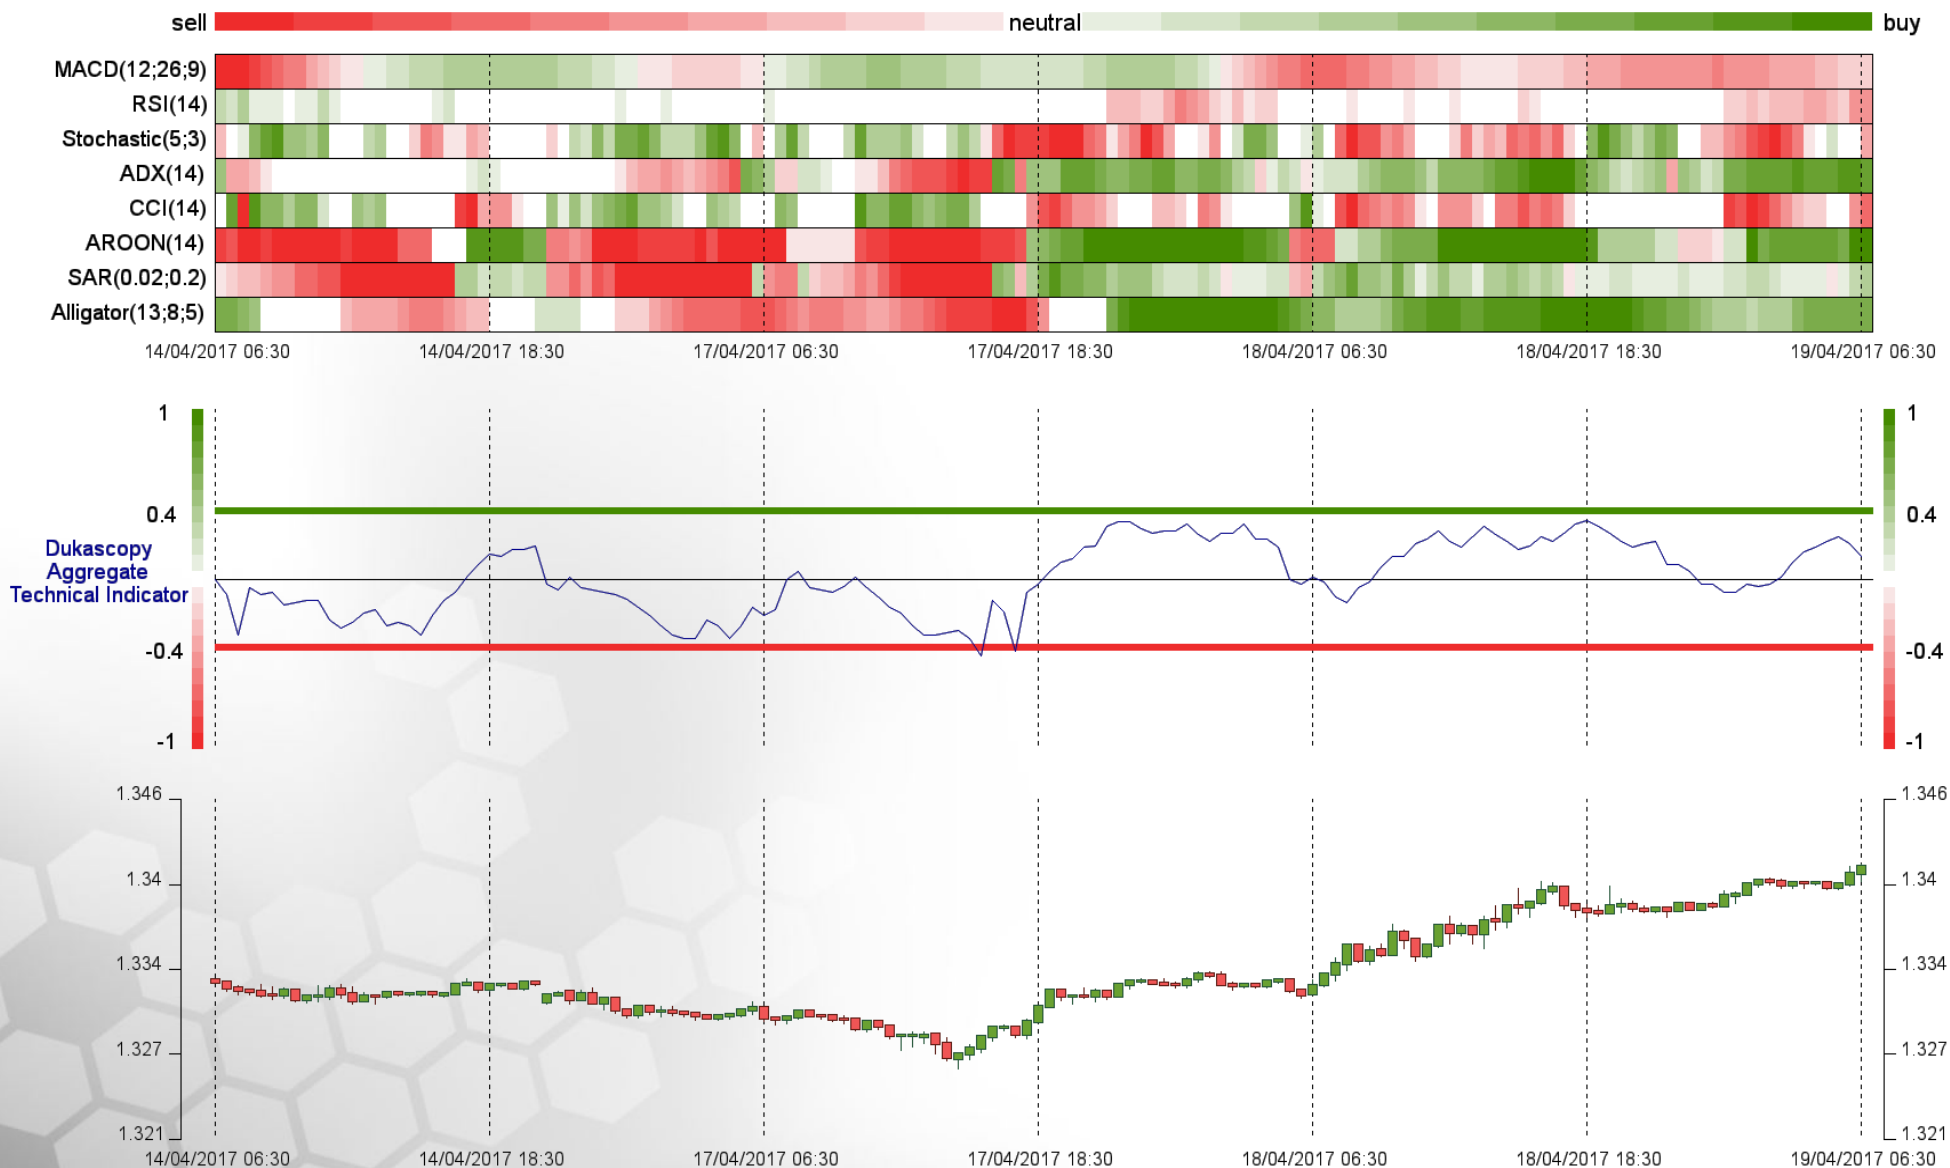 sell neutral buy
MACD(12;26;9)
RSI(14)
Stochastic(5;3)
ADX(14)
CCI(14)
AROON(14)
SAR(0.02;0.2)
Alligator(13;8;5)
14/04/2017 06:30 14/04/2017 18:30 17/04/2017 06:30 17/04/2017 18:30 18/04/2017 06:30 18/04/2017 18:30 19/04/2017 06:30
1 1
0.4 0.4
Dukascopy
Aggregate
Technical Indicator
-0.4 -0.4
-1 -1
1.346 1.346
1.34 1.34
1.334 1.334
1.327 1.327
1.321 1.321
14/04/2017 06:30 14/04/2017 18:30 17/04/2017 06:30 17/04/2017 18:30 18/04/2017 06:30 18/04/2017 18:30 19/04/2017 06:30